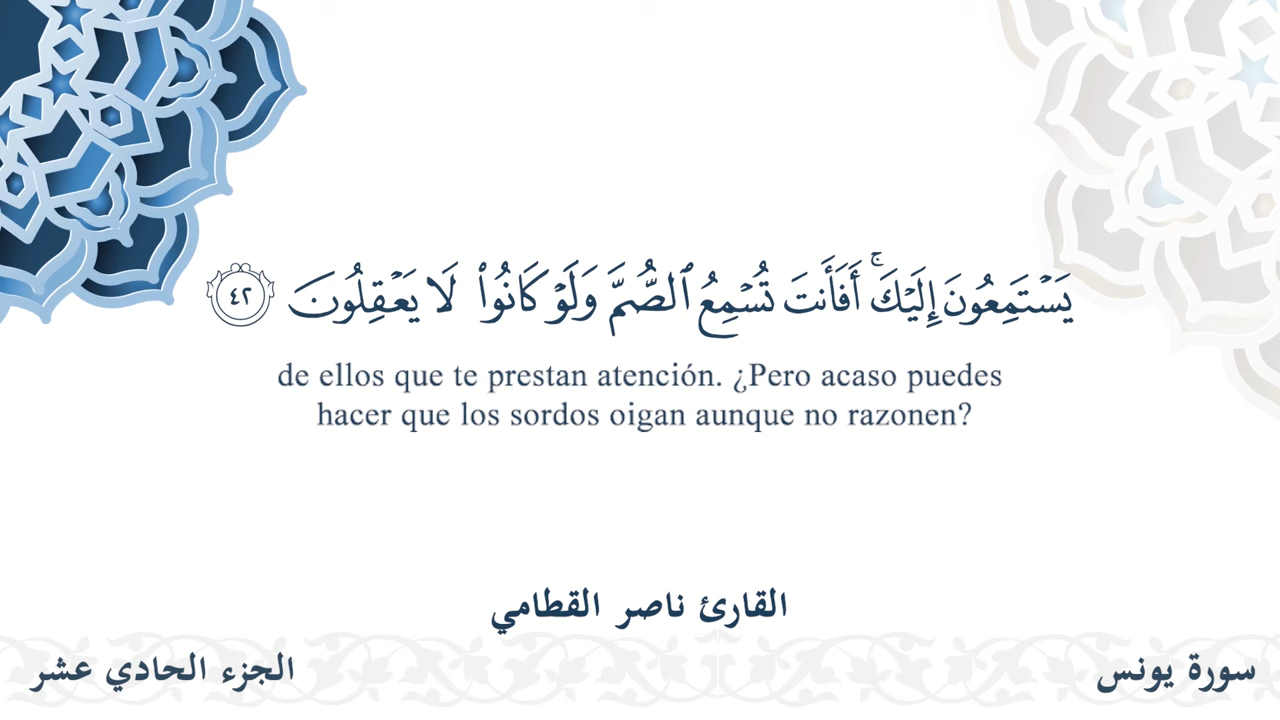 يَسْتَمِعُونَ إِلَيْكَ ۚ أَفَأَنتَ تُسْمِعُ ٱلصُّمَّ وَلَوْ كَانُوا۟ لَا يَعْقِلُونَ ٤٢
de ellos que te prestan atención. ¿Pero acaso puedes
hacer que los sordos oigan aunque no razonen?
القارئ ناصر القطامي
سورة يونس
الجزء الحادي عشر